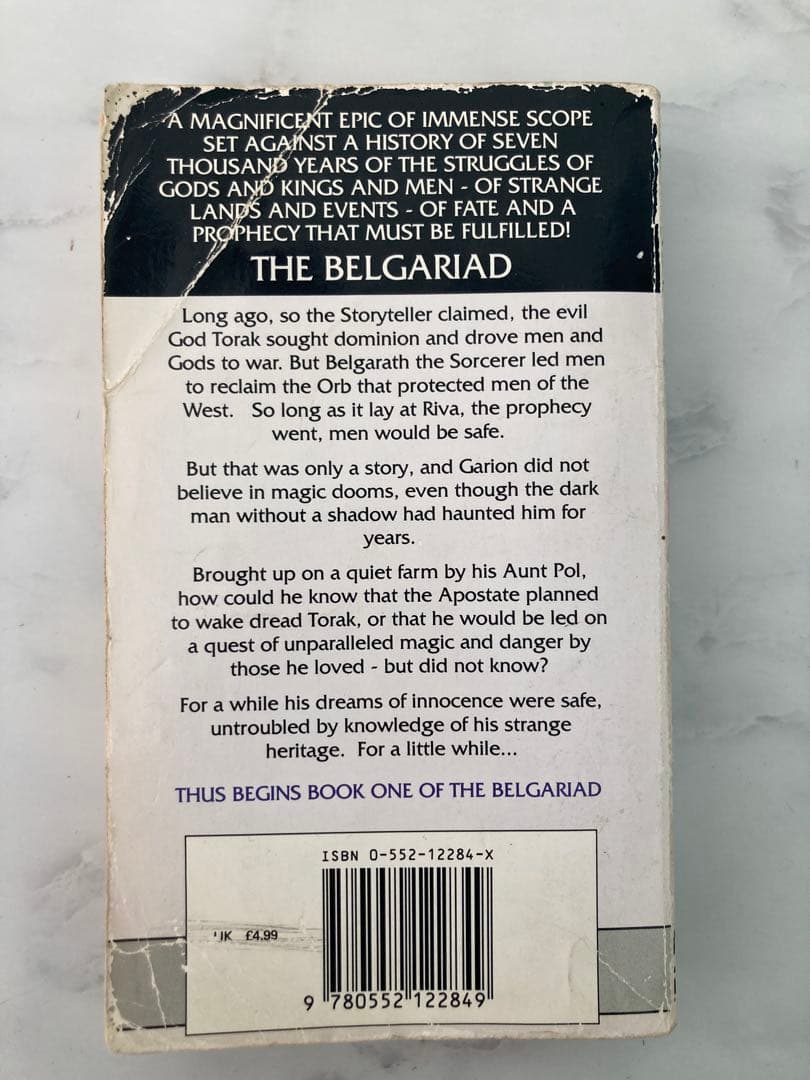 A MAGNIFICENT EPIC OF IMMENSE SCOPE
SET AGAINST A HISTORY OF SEVEN
THOUSAND YEARS OF THE STRUGGLES OF
GODS AND KINGS AND MEN - OF STRANGE
LANDS AND EVENTS - OF FATE AND A
PROPHECY THAT MUST BE FULFILLED!
THE BELGARIAD
Long ago, so the Storyteller claimed, the evil
God Torak sought dominion and drove men and
Gods to war. But Belgarath the Sorcerer led men
to reclaim the Orb that protected men of the
West. So long as it lay at Riva, the prophecy
went, men would be safe.
But that was only a story, and Garion did not
believe in magic dooms, even though the dark
man without a shadow had haunted him for
years.
Brought up on a quiet farm by his Aunt Pol,
how could he know that the Apostate planned
to wake dread Torak, or that he would be led on
a quest of unparalleled magic and danger by
those he loved - but did not know?
For a while his dreams of innocence were safe,
untroubled by knowledge of his strange
heritage. For a little while...
THUS BEGINS BOOK ONE OF THE BELGARIAD
ISBN 0-552-12284-X
UK £4.99
9 780552 122849